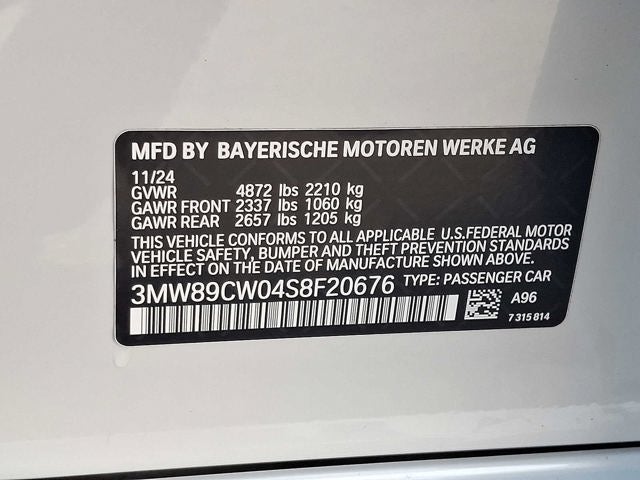 MFD BY BAYERISCHE MOTOREN WERKE AG
11/24
GVWR 4872 lbs 2210 kg
GAWR FRONT 2337 lbs 1060 kg
GAWR REAR 2657 lbs 1205 kg
THIS VEHICLE CONFORMS TO ALL APPLICABLE U.S.FEDERAL MOTOR
VEHICLE SAFETY, BUMPER AND THEFT PREVENTION STANDARDS
IN EFFECT ON THE DATE OF MANUFACTURE SHOWN ABOVE.
3MW89CW04S8F20676 TYPE: PASSENGER CAR
A96
7 315 814